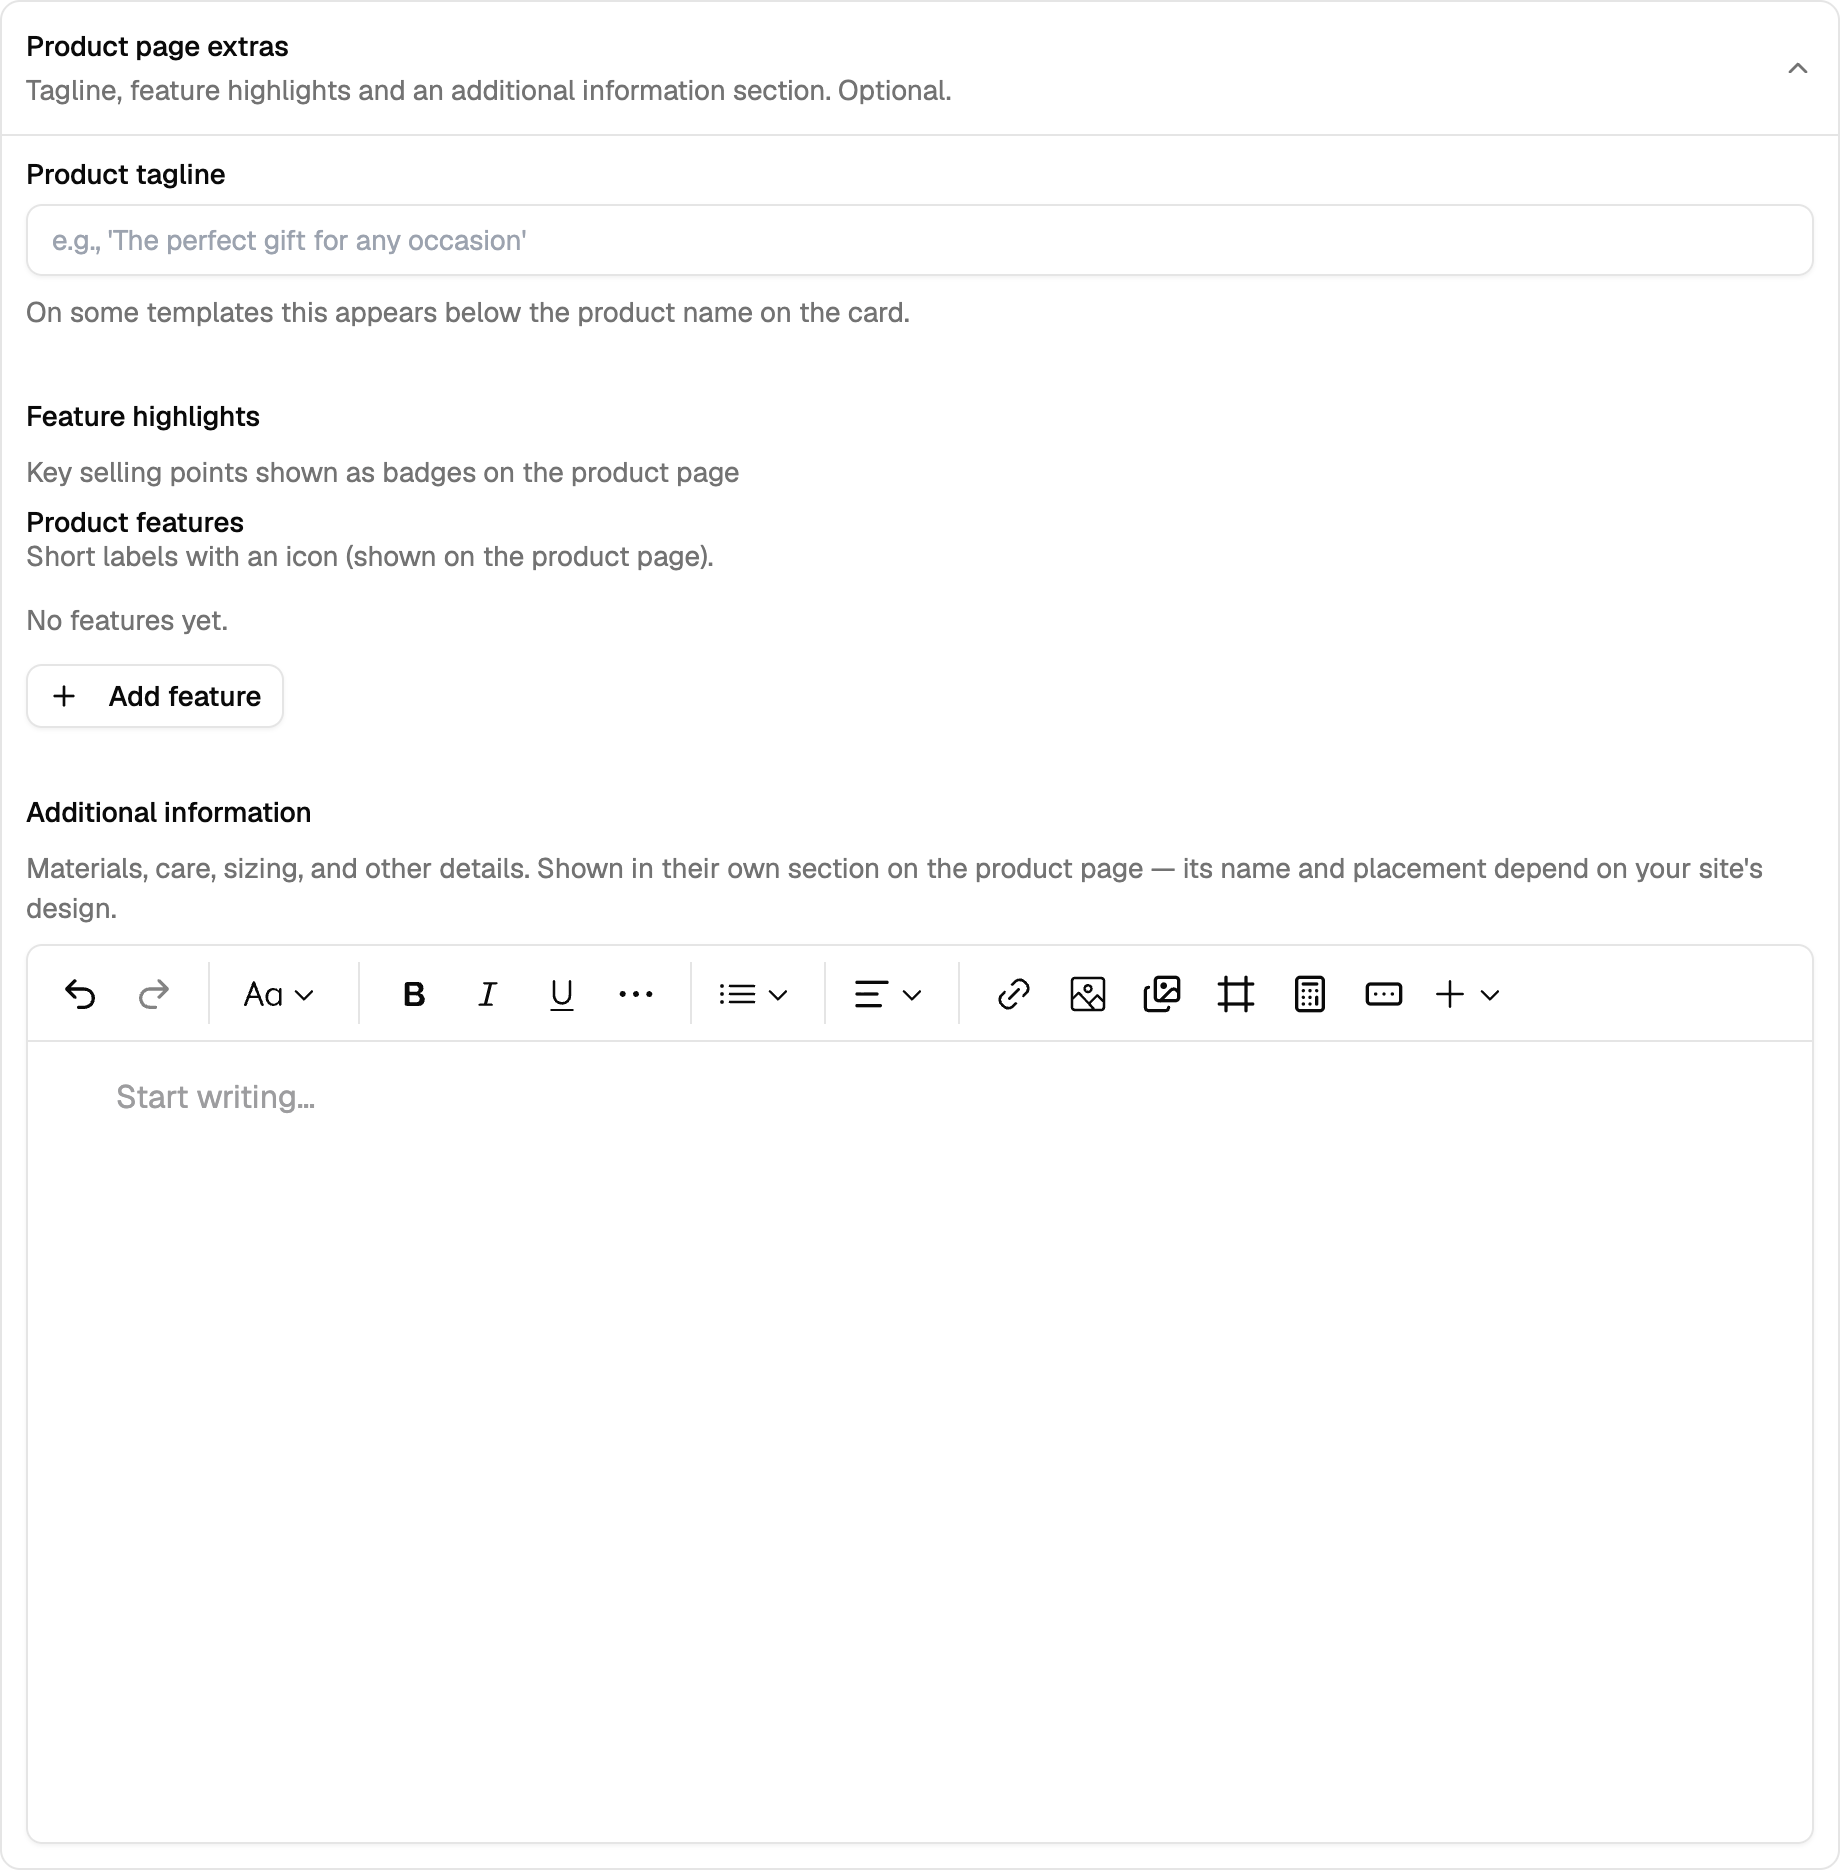 Product page extras
Tagline, feature highlights and an additional information section. Optional.
Product tagline
e.g., 'The perfect gift for any occasion'
On some templates this appears below the product name on the card.
Feature highlights
Key selling points shown as badges on the product page
Product features
Short labels with an icon (shown on the product page).
No features yet.
Add feature
Additional information
Materials, care, sizing, and other details. Shown in their own section on the product page — its name and placement depend on your site's
design.
Aa B I U
Start writing...